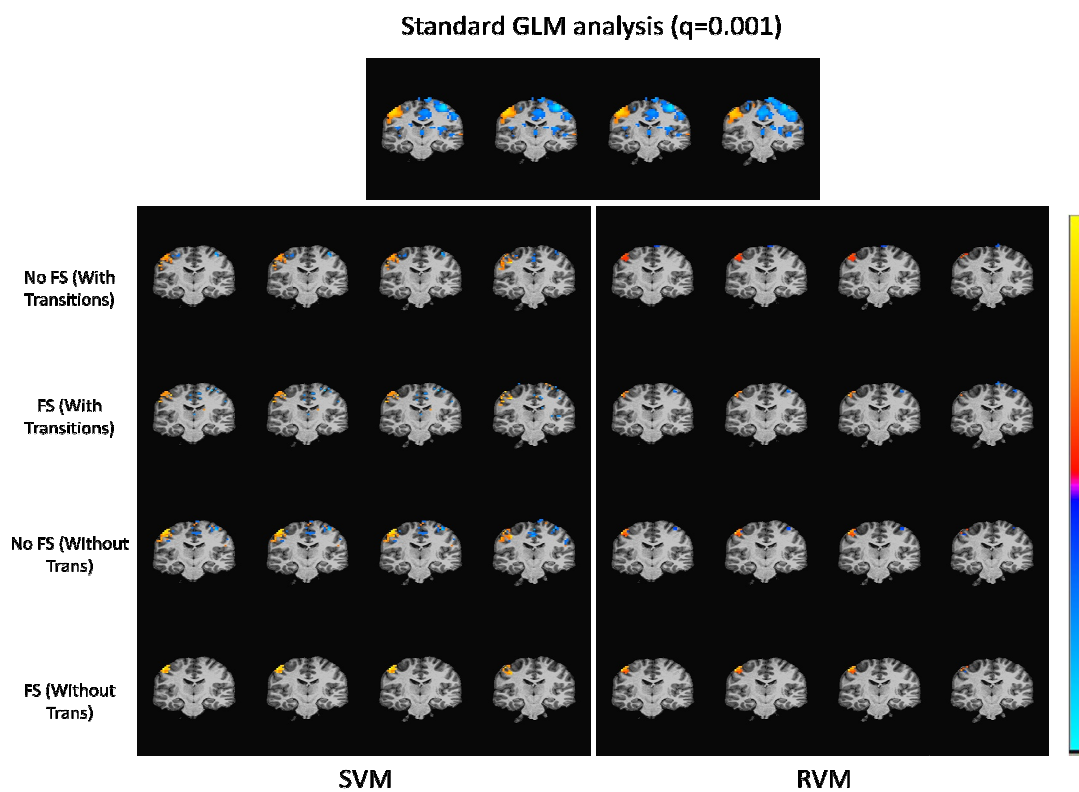 Standard GLM analysis (q=0.001)
No FS (With
Transitions)
FS (With
Transitions)
No FS (Without
Trans)
FS (Without
Trans)
SVM
RVM